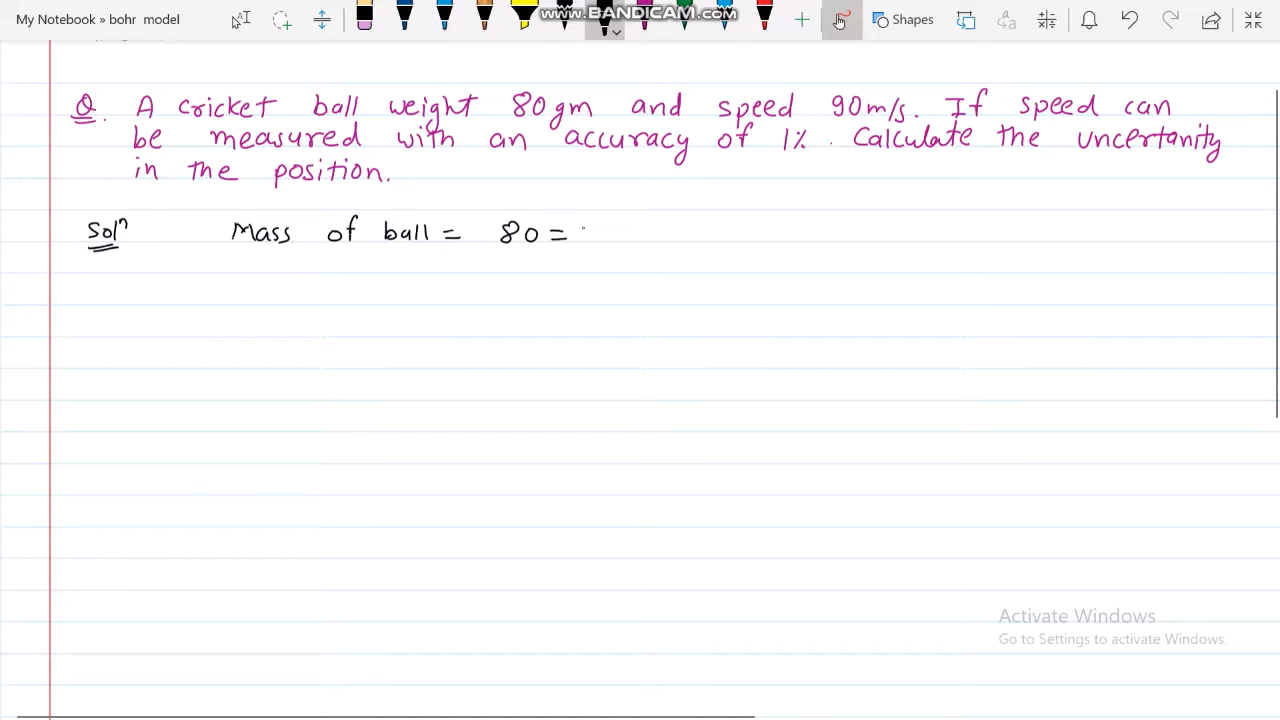 My Notebook » bohr model
www.BANDICAM.com
Shapes
Q. A cricket ball weight 80gm and speed 90m/s. If speed can
be measured with an accuracy of 1%. Calculate the uncertanity
in the position.
Solⁿ Mass of ball = 80 =
Activate Windows
Go to Settings to activate Windows.